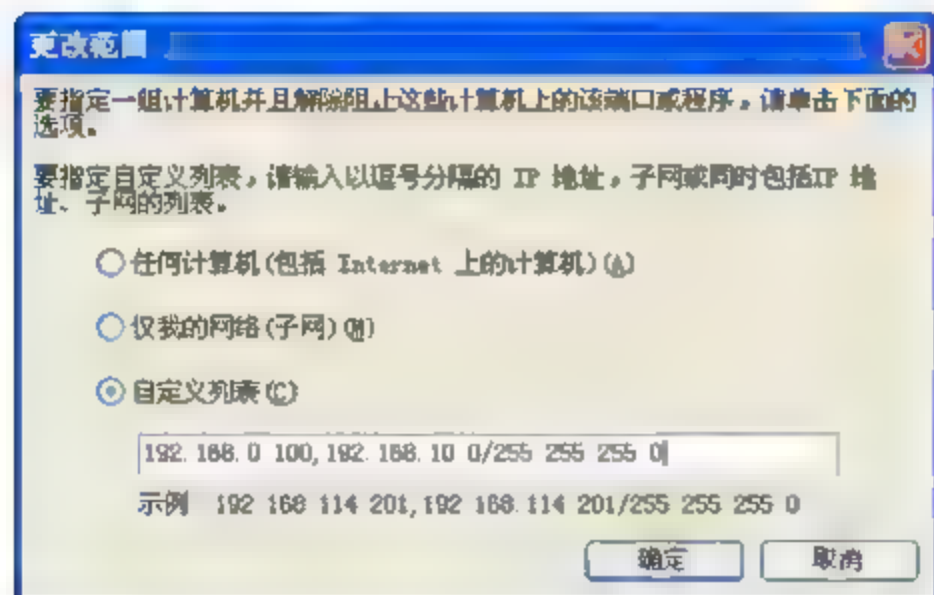 更改范围
要指定一组计算机并且解除阻止这些计算机上的该端口或程序，请单击下面的
选项。
要指定自定义列表，请输入以逗号分隔的 IP 地址，子网或同时包括IP 地
址、子网的列表。
任何计算机(包括 Internet 上的计算机)(A)
仅我的网络(子网)(M)
自定义列表(C)
192.168.0 100,192.168.10 0/255 255 255 0
示例 192 168 114 201,192 168.114 201/255 255 255 0
确定
取消